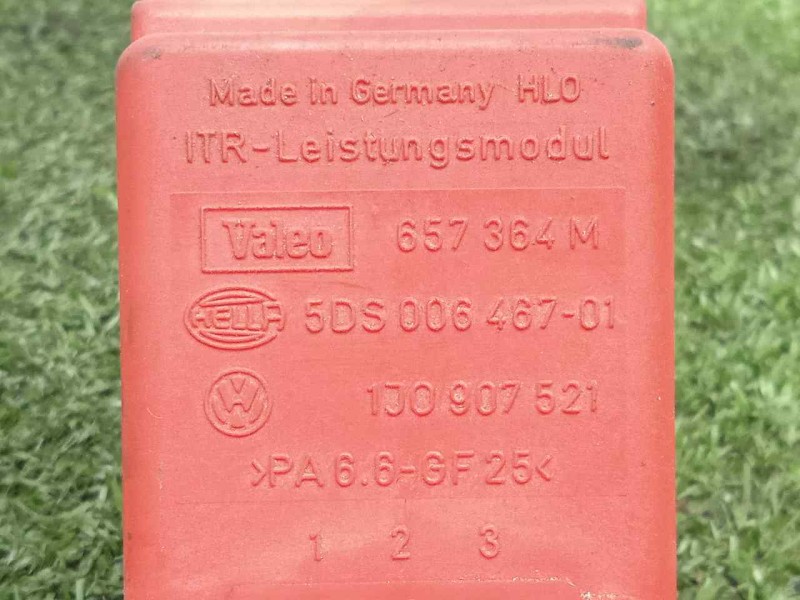 Made in Germany HLO
ITR-Leistungsmodul
Valeo 657 364 M
HELLA 5DS 006 467-01
VW 1J0 907 521
>PA 6.6-GF 25<
1 2 3